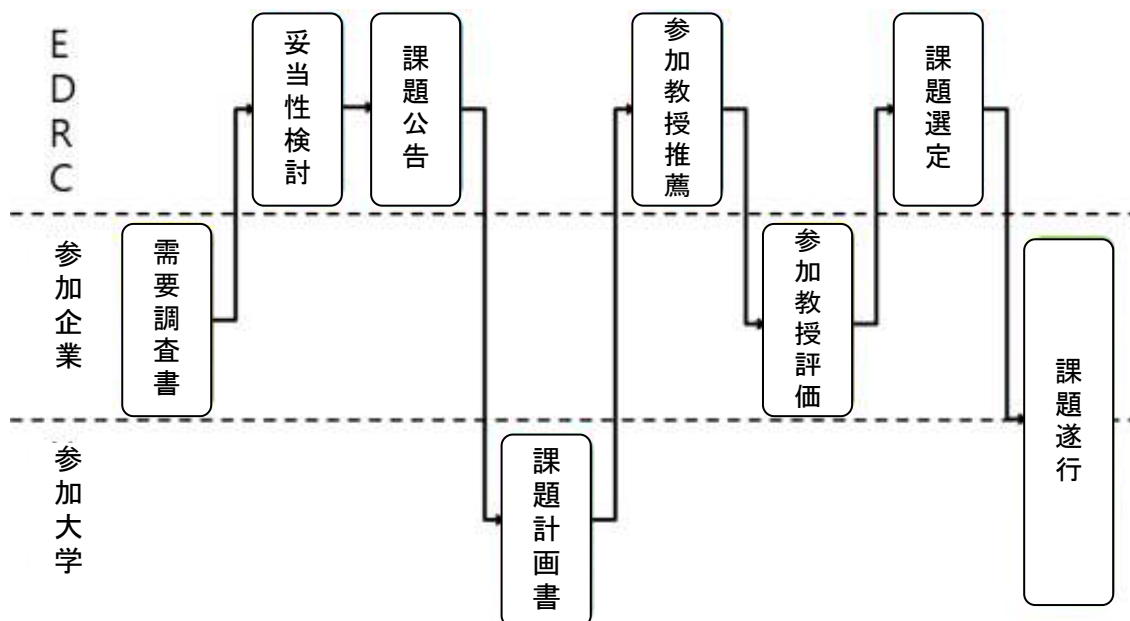 EDRC
妥当性検討
課題公告
参加教授推薦
課題選定
参加企業
需要調査書
参加教授評価
課題遂行
参加大学
課題計画書